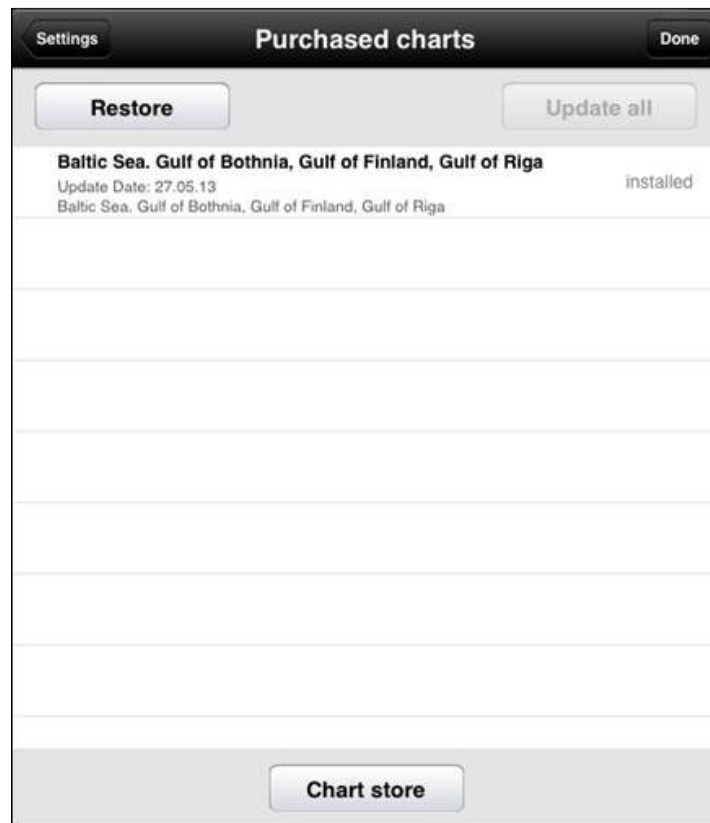 Settings
Purchased charts
Done
Restore
Update all
Baltic Sea. Gulf of Bothnia, Gulf of Finland, Gulf of Riga
Update Date: 27.05.13
installed
Baltic Sea. Gulf of Bothnia, Gulf of Finland, Gulf of Riga
Chart store